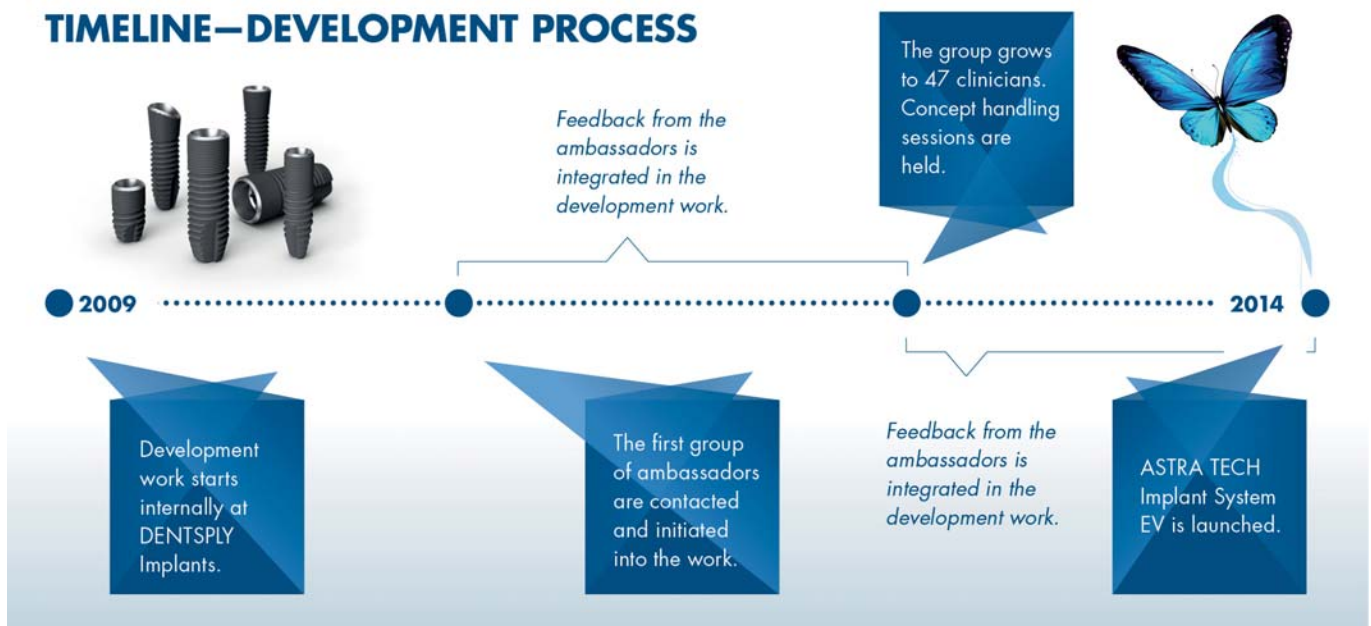 TIMELINE—DEVELOPMENT PROCESS
Feedback from the
ambassadors is
integrated in the
development work.
The group grows
to 47 clinicians.
Concept handling
sessions are
held.
2009
2014
Development
work starts
internally at
DENTSPLY
Implants.
The first group
of ambassadors
are contacted
and initiated
into the work.
Feedback from the
ambassadors is
integrated in the
development work.
ASTRA TECH
Implant System
EV is launched.